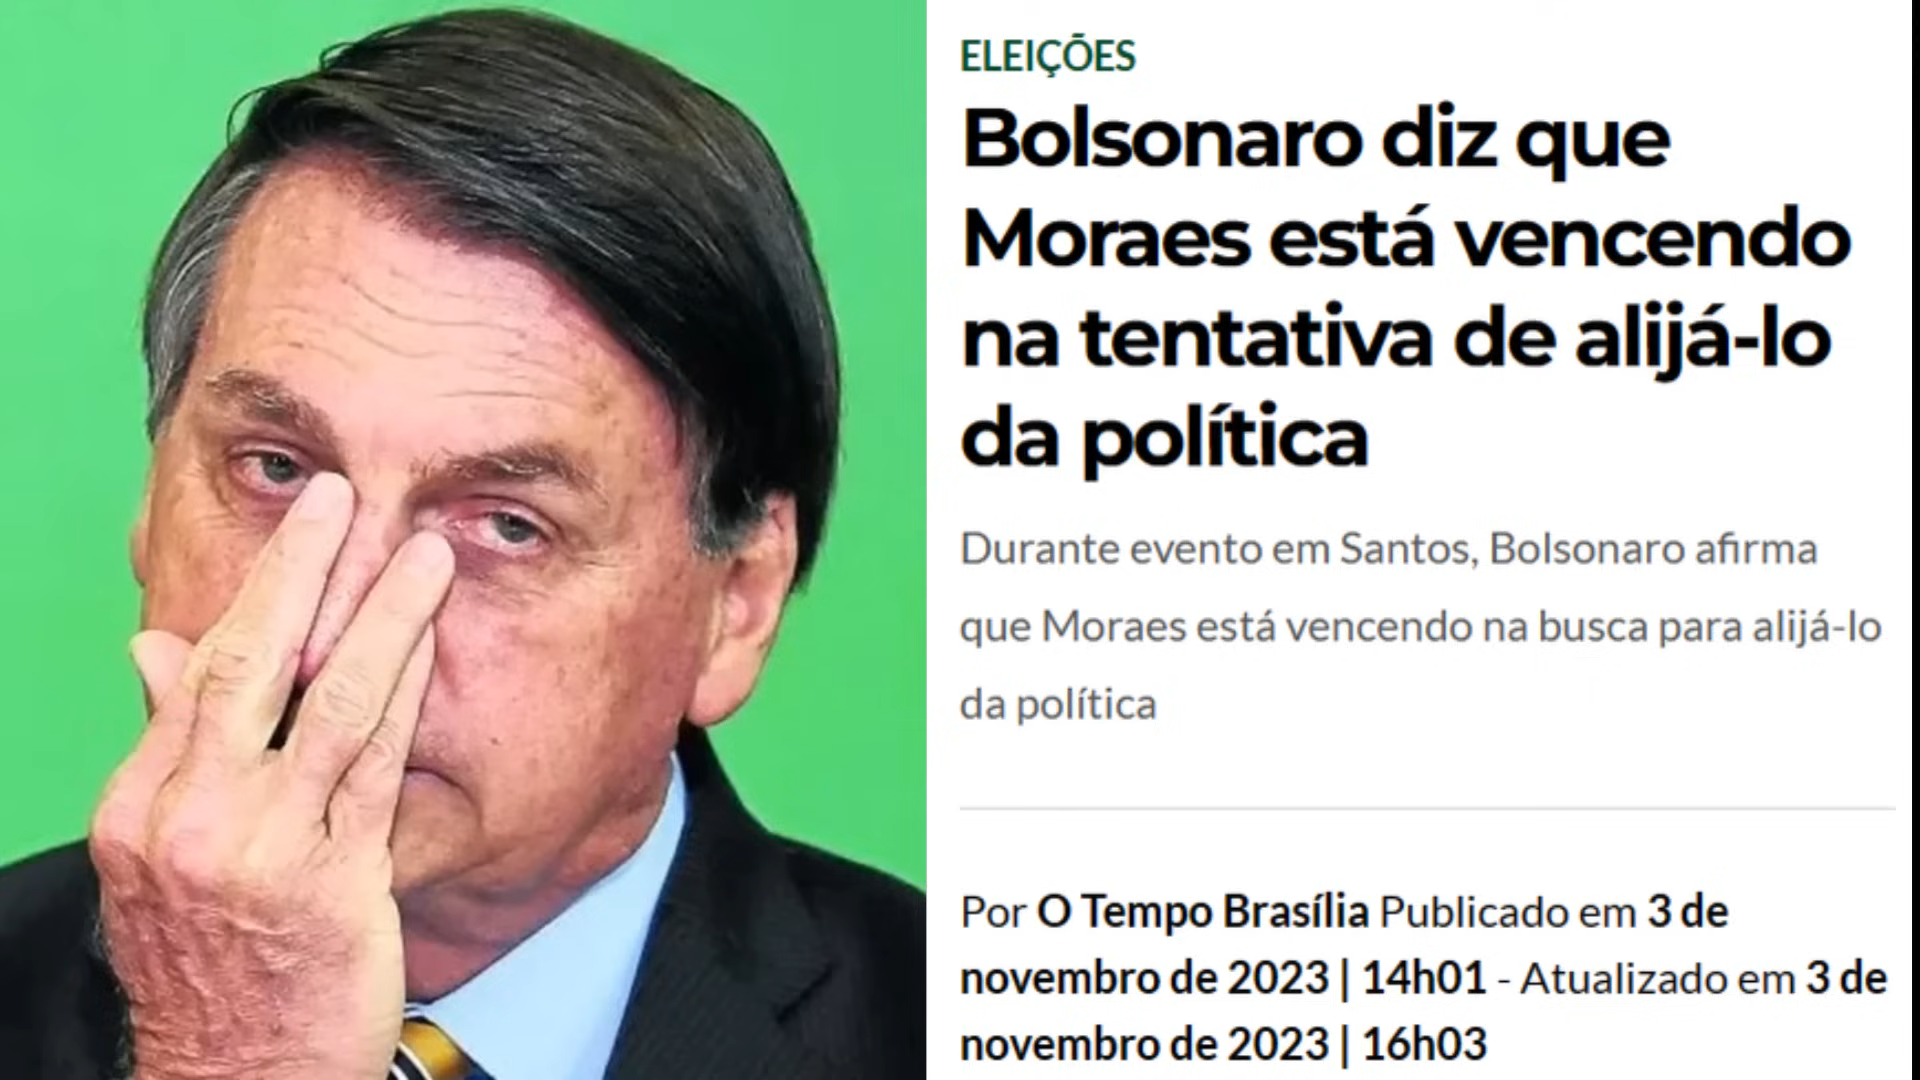 ELEIÇÕES
Bolsonaro diz que
Moraes está vencendo
na tentativa de alijá-lo
da política
Durante evento em Santos, Bolsonaro afirma
que Moraes está vencendo na busca para alijá-lo
da política
Por O Tempo Brasília Publicado em 3 de
novembro de 2023 | 14h01 - Atualizado em 3 de
novembro de 2023 | 16h03